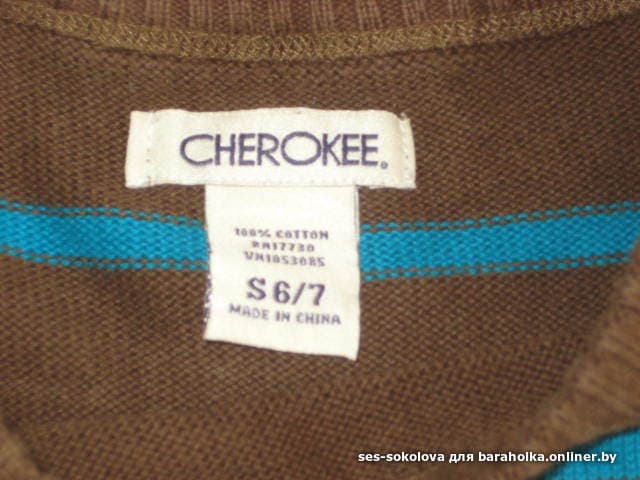 CHEROKEE.
100% COTTON
RN17730
VN1053085
S 6/7
MADE IN CHINA
ses-sokolova для baraholka.onliner.by